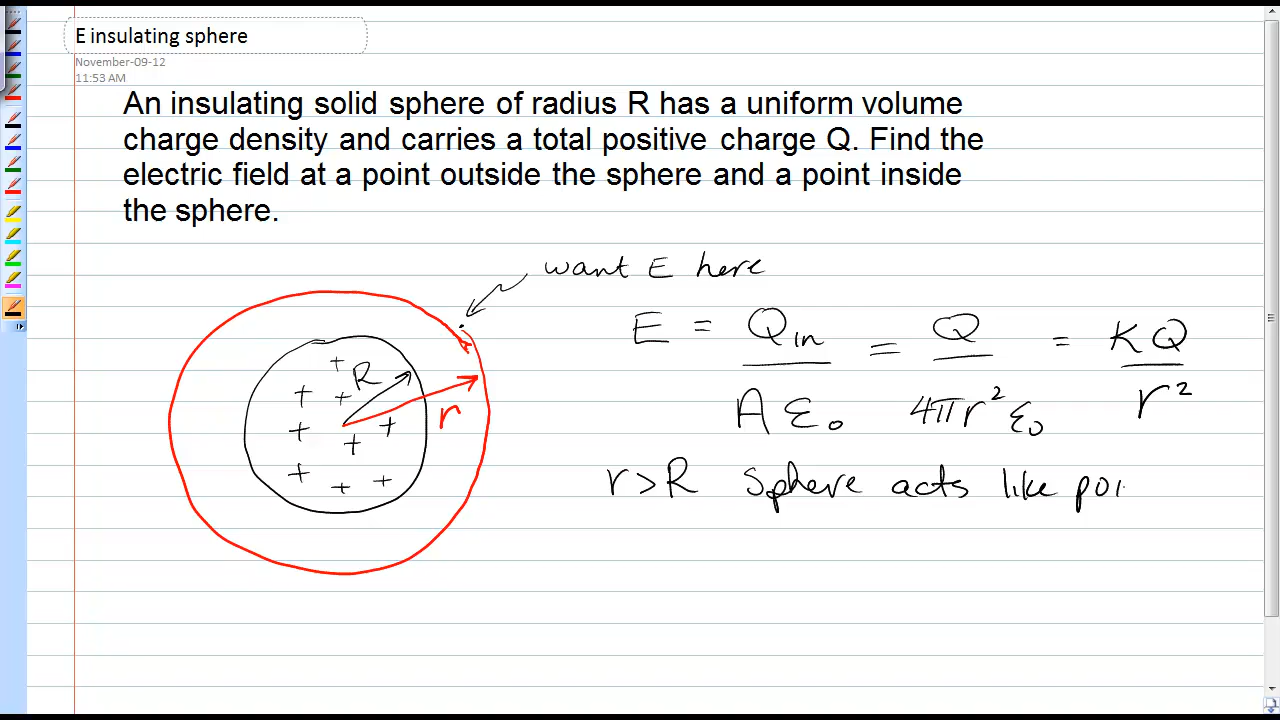 E insulating sphere
November-09-12
11:53 AM
An insulating solid sphere of radius R has a uniform volume
charge density and carries a total positive charge Q. Find the
electric field at a point outside the sphere and a point inside
the sphere.
want E here
E = Qin / Aε₀ = Q / 4πr²ε₀ = KQ / r²
R
r
r>R Sphere acts like poi